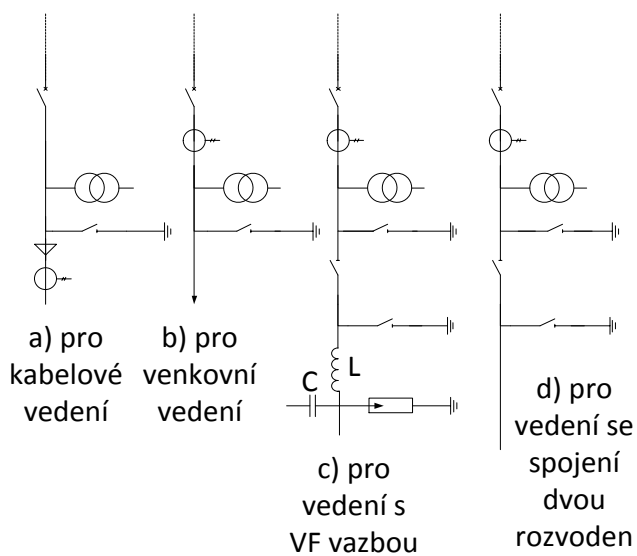 a) pro
kabelové
vedení
b) pro
venkovní
vedení
C
L
c) pro
vedení s
VF vazbou
d) pro
vedení se
spojení
dvou
rozvoden